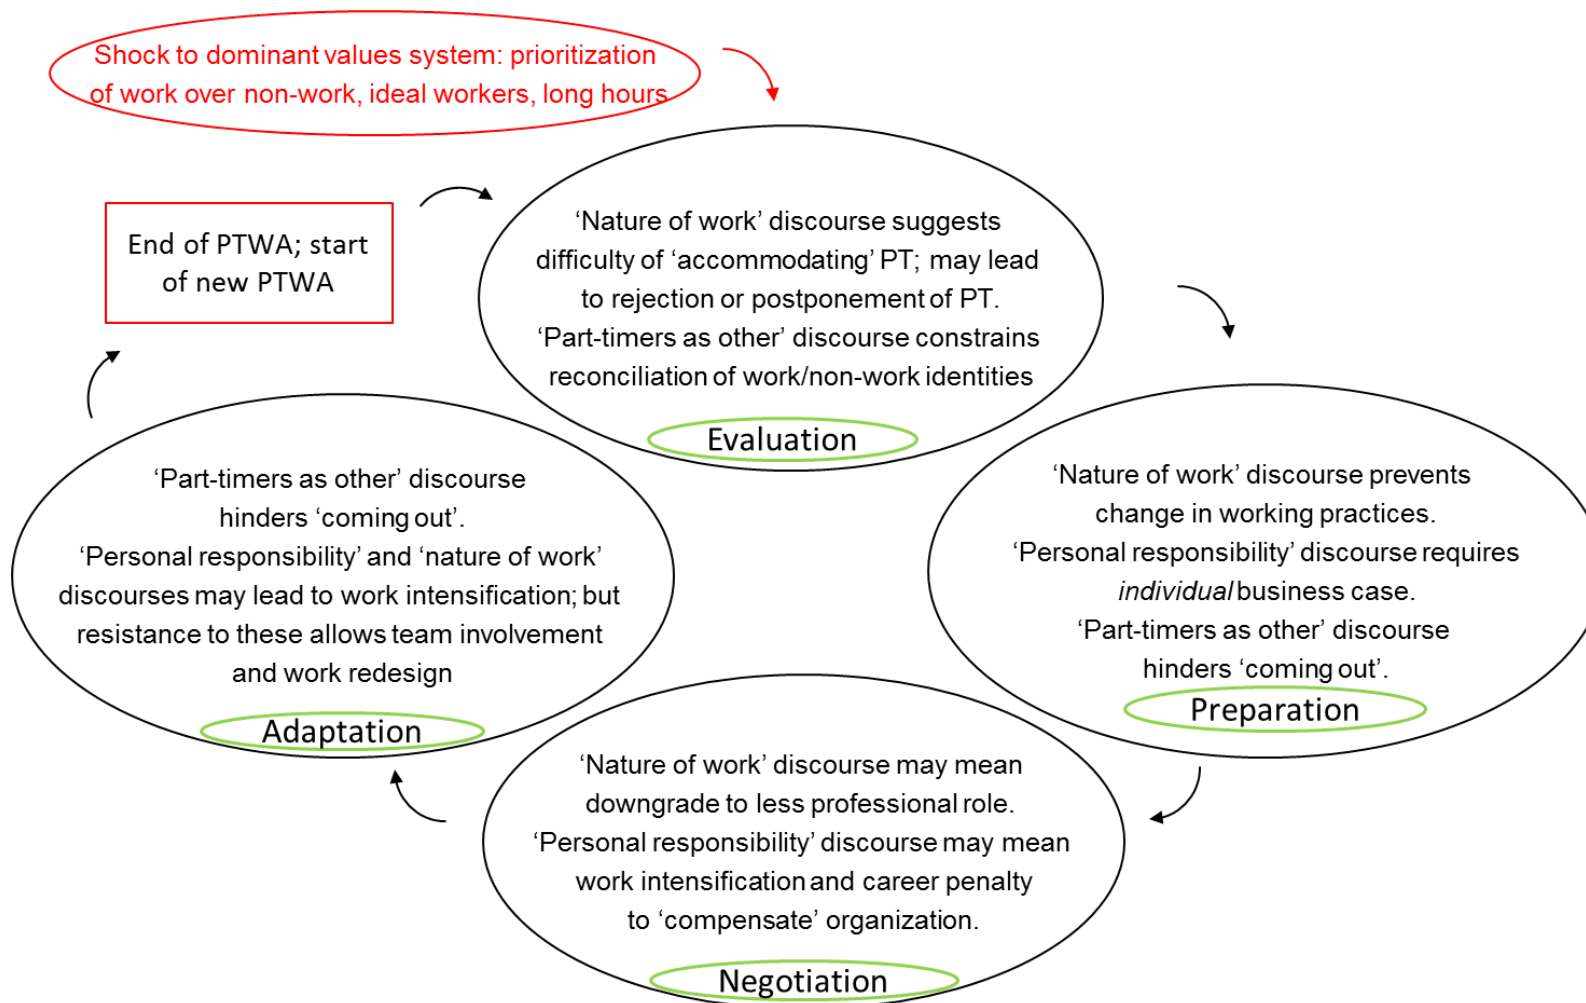 Shock to dominant values system: prioritization
of work over non-work, ideal workers, long hours
End of PTWA; start
of new PTWA
‘Nature of work’ discourse suggests
difficulty of ‘accommodating’ PT; may lead
to rejection or postponement of PT.
‘Part-timers as other’ discourse constrains
reconciliation of work/non-work identities
Evaluation
‘Nature of work’ discourse prevents
change in working practices.
‘Personal responsibility’ discourse requires
individual business case.
‘Part-timers as other’ discourse
hinders ‘coming out’.
Preparation
‘Nature of work’ discourse may mean
downgrade to less professional role.
‘Personal responsibility’ discourse may mean
work intensification and career penalty
to ‘compensate’ organization.
Negotiation
‘Part-timers as other’ discourse
hinders ‘coming out’.
‘Personal responsibility’ and ‘nature of work’
discourses may lead to work intensification; but
resistance to these allows team involvement
and work redesign
Adaptation